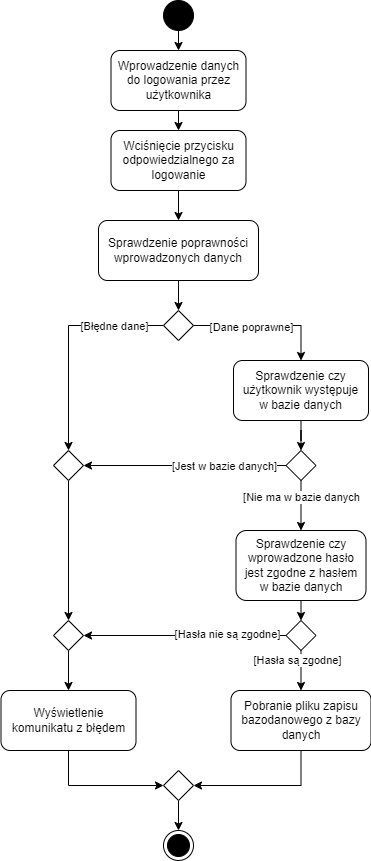 Wprowadzenie danych
do logowania przez
użytkownika
Wciśnięcie przycisku
odpowiedzialnego za
logowanie
Sprawdzenie poprawności
wprowadzonych danych
[Błędne dane]
[Dane poprawne]
Sprawdzenie czy
użytkownik występuje
w bazie danych
[Jest w bazie danych]
[Nie ma w bazie danych
Sprawdzenie czy
wprowadzone hasło
jest zgodne z hasłem
w bazie danych
[Hasła nie są zgodne]
[Hasła są zgodne]
Wyświetlenie
komunikatu z błędem
Pobranie pliku zapisu
bazodanowego z bazy
danych